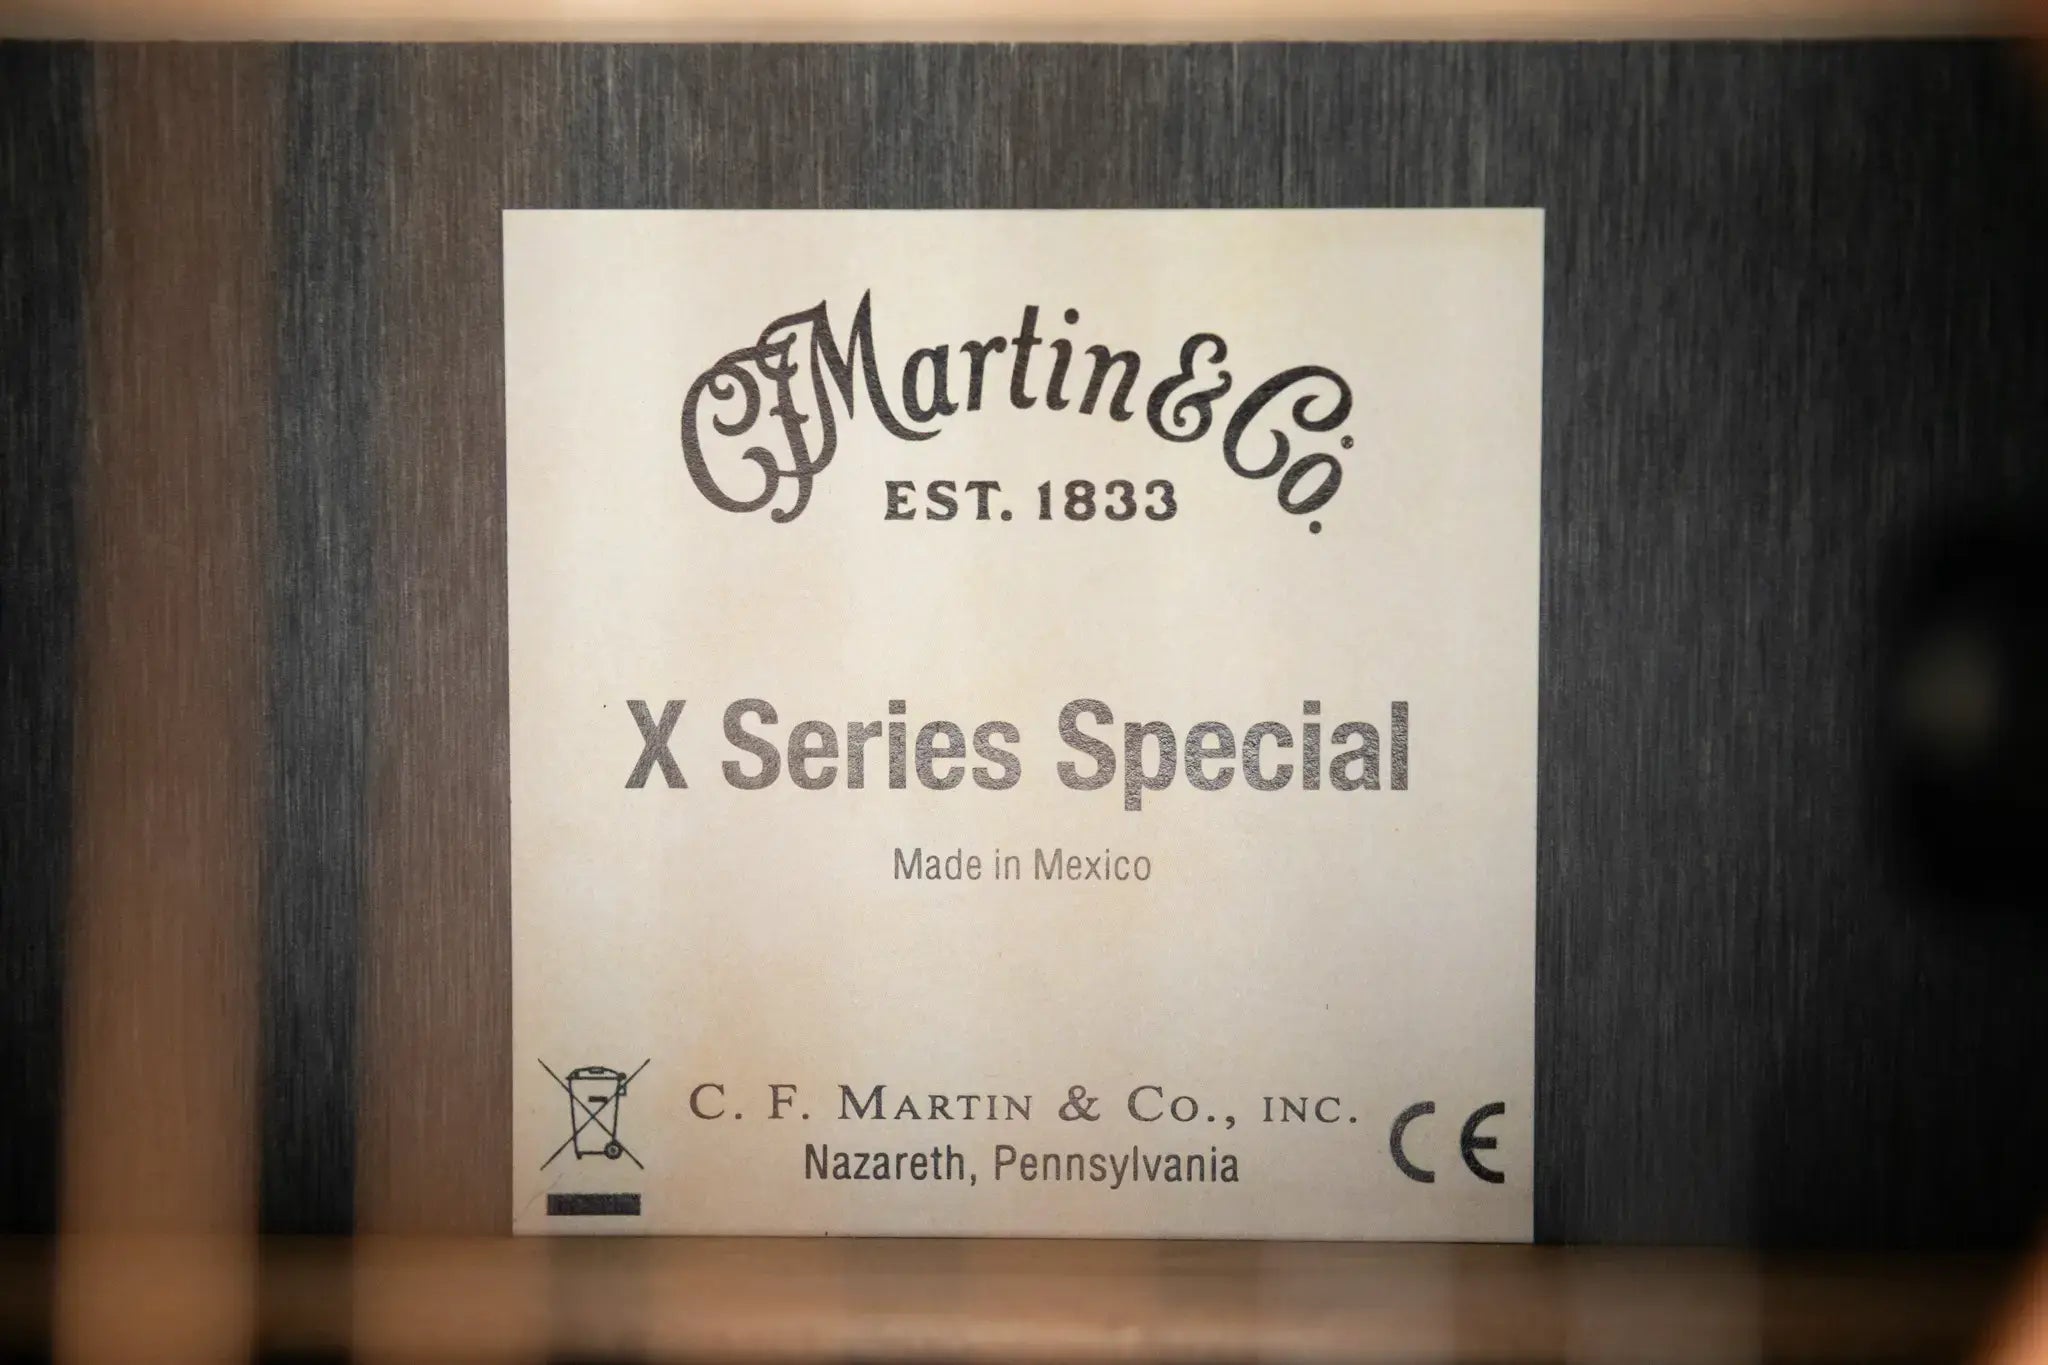 CFMartin & Co.®
EST. 1833
X Series Special
Made in Mexico
C. F. MARTIN & CO., INC.
Nazareth, Pennsylvania
CE